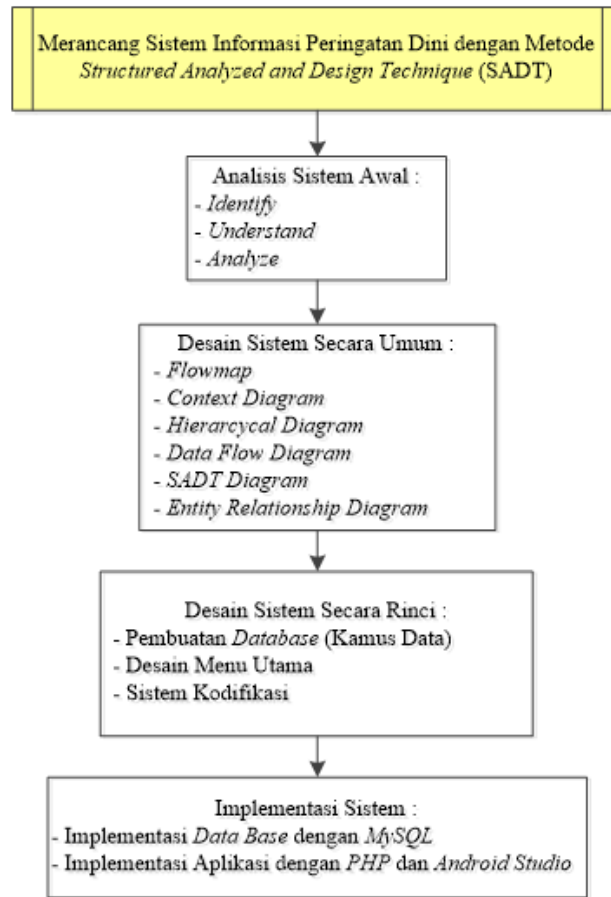 Merancang Sistem Informasi Peringatan Dini dengan Metode
Structured Analyzed and Design Technique (SADT)
Analisis Sistem Awal :
- Identify
- Understand
- Analyze
Desain Sistem Secara Umum :
- Flowmap
- Context Diagram
- Hierarcycal Diagram
- Data Flow Diagram
- SADT Diagram
- Entity Relationship Diagram
Desain Sistem Secara Rinci :
- Pembuatan Database (Kamus Data)
- Desain Menu Utama
- Sistem Kodifikasi
Implementasi Sistem :
- Implementasi Data Base dengan MySQL
- Implementasi Aplikasi dengan PHP dan Android Studio